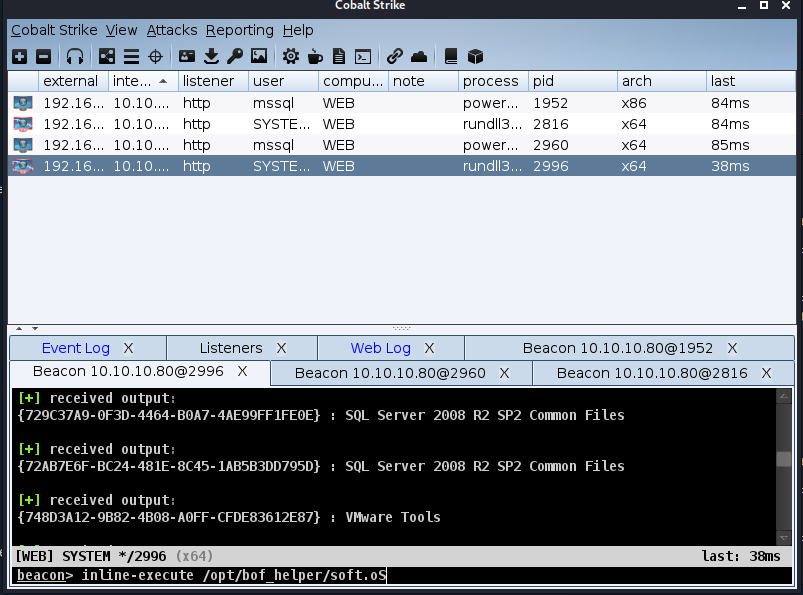 Cobalt Strike
Cobalt Strike View Attacks Reporting Help
external inte... listener user compu... note process pid arch last
192.16... 10.10.... http mssql WEB power... 1952 x86 84ms
192.16... 10.10.... http SYSTE... WEB rundll3... 2816 x64 84ms
192.16... 10.10.... http mssql WEB power... 2960 x64 85ms
192.16... 10.10.... http SYSTE... WEB rundll3... 2996 x64 38ms
Event Log X Listeners X Web Log X Beacon 10.10.10.80@1952 X
Beacon 10.10.10.80@2996 X Beacon 10.10.10.80@2960 X Beacon 10.10.10.80@2816 X
[+] received output:
{729C37A9-0F3D-4464-B0A7-4AE99FF1FE0E} : SQL Server 2008 R2 SP2 Common Files
[+] received output:
{72AB7E6F-BC24-481E-8C45-1AB5B3DD795D} : SQL Server 2008 R2 SP2 Common Files
[+] received output:
{748D3A12-9B82-4B08-A0FF-CFDE83612E87} : VMware Tools
[WEB] SYSTEM */2996 (x64) last: 38ms
beacon> inline-execute /opt/bof_helper/soft.oS